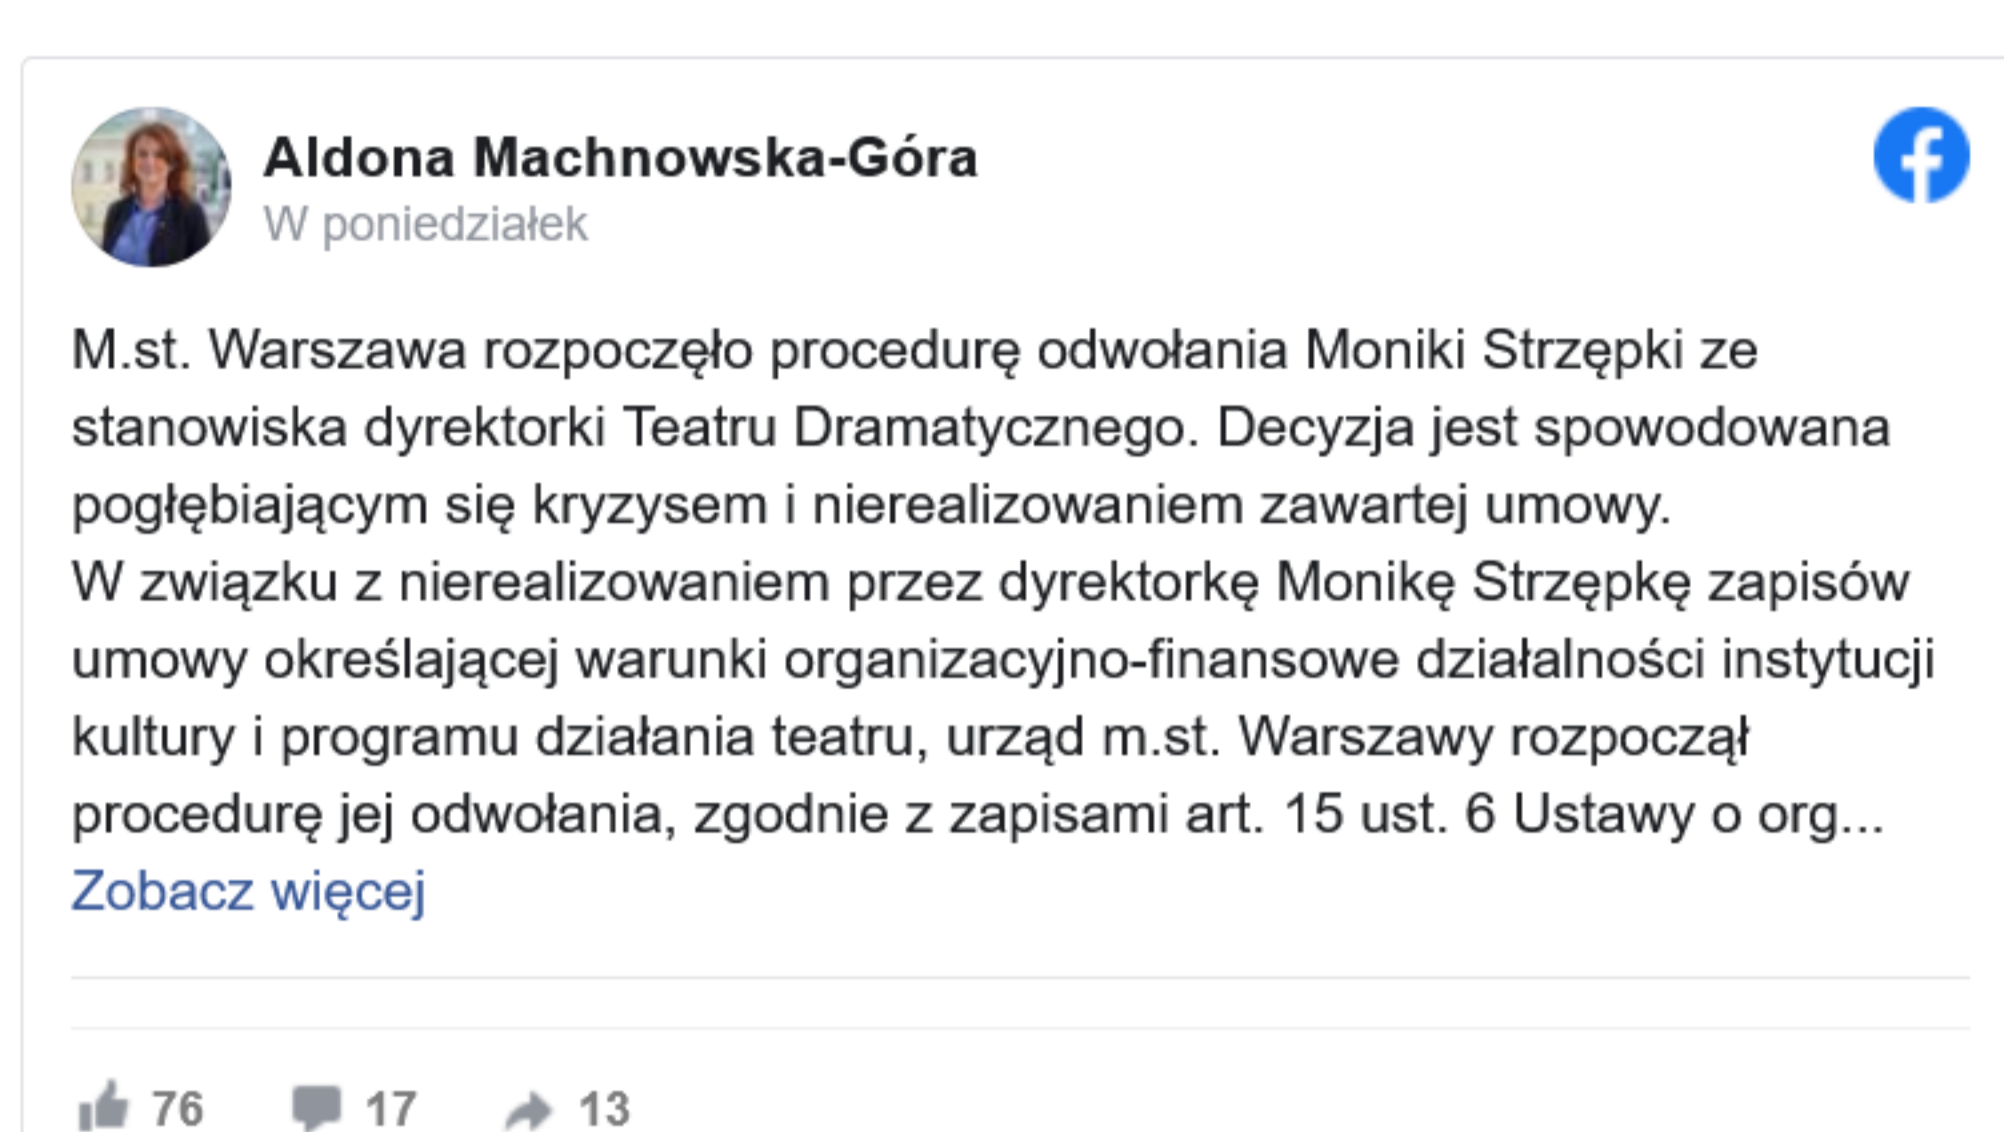 Aldona Machnowska-Góra
W poniedziałek
M.st. Warszawa rozpoczęło procedurę odwołania Moniki Strzępki ze
stanowiska dyrektorki Teatru Dramatycznego. Decyzja jest spowodowana
pogłębiającym się kryzysem i nierealizowaniem zawartej umowy.
W związku z nierealizowaniem przez dyrektorkę Monikę Strzępkę zapisów
umowy określającej warunki organizacyjno-finansowe działalności instytucji
kultury i programu działania teatru, urząd m.st. Warszawy rozpoczął
procedurę jej odwołania, zgodnie z zapisami art. 15 ust. 6 Ustawy o org...
Zobacz więcej
76 17 13